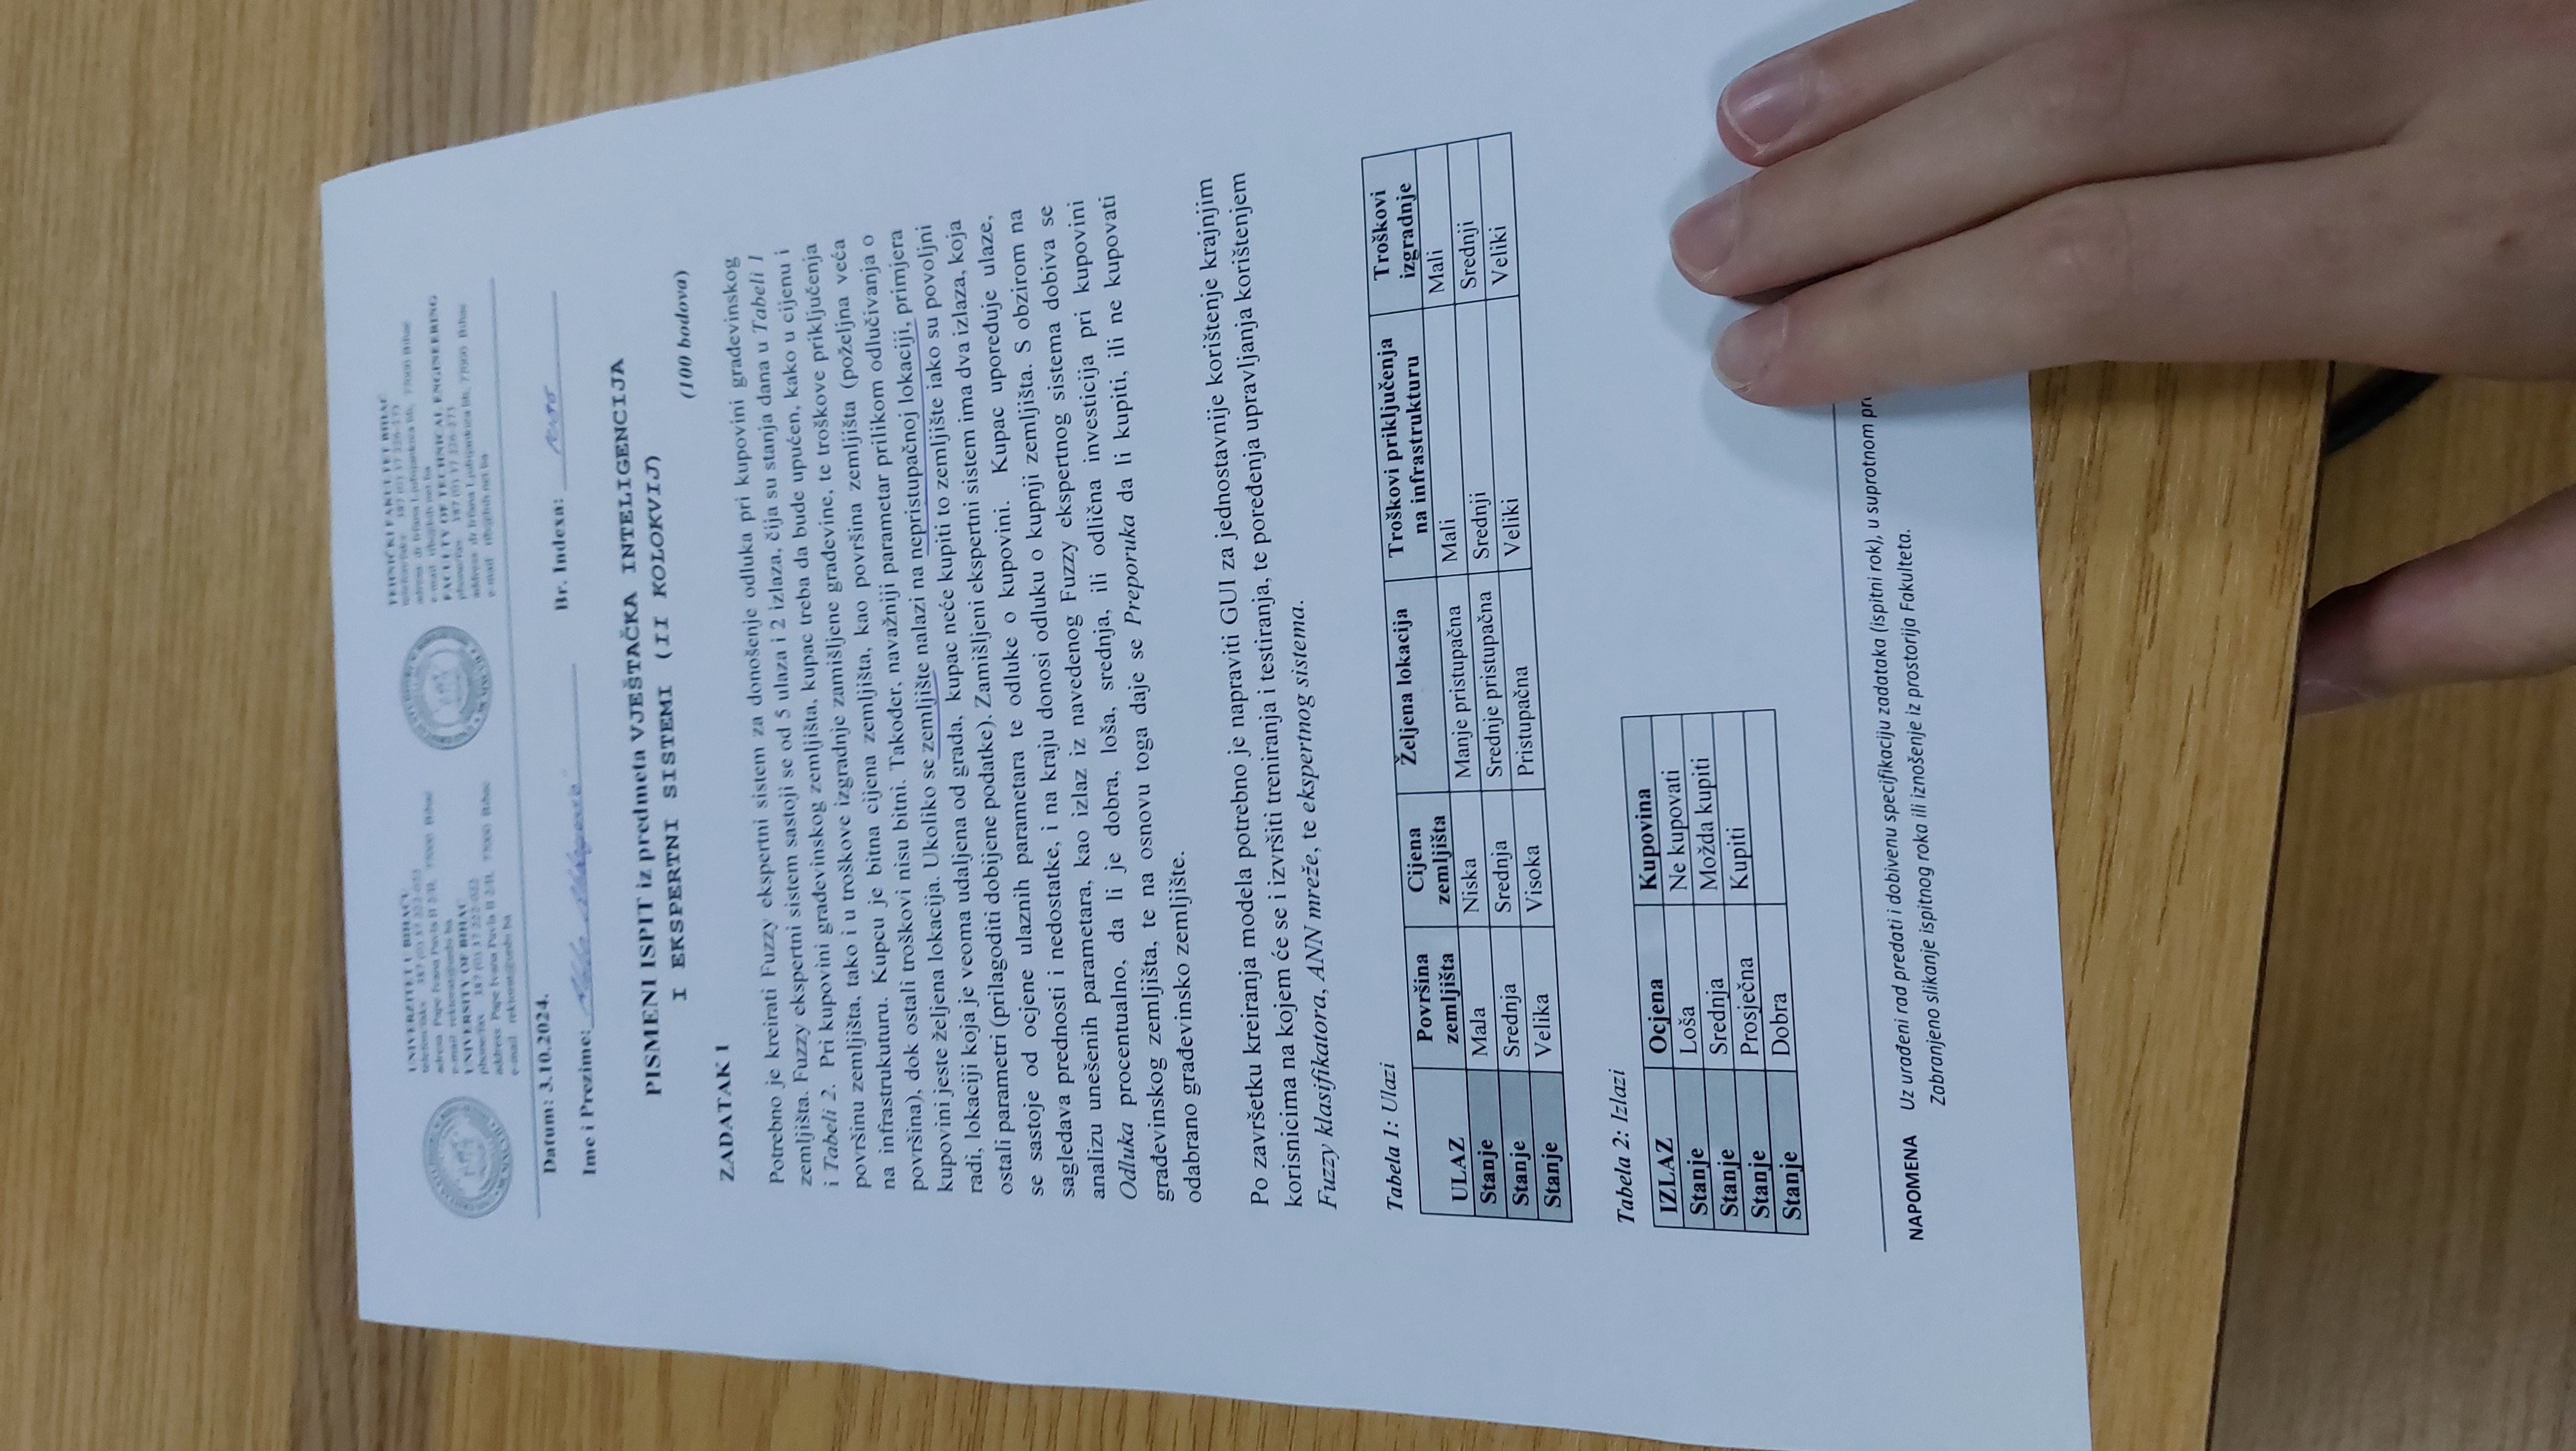 UNIVERZITET U BIHAĆU
telefon/faks 387 (0) 37 222-022
adresa Pape Ivana Pavla II 2/II, 77000 Bihać
e-mail rektorat@unbi.ba
UNIVERSITY OF BIHAĆ
phone/fax 387 (0) 37 222-022
address Pape Ivana Pavla II 2/II, 77000 Bihać
e-mail rektorat@unbi.ba
TEHNIČKI FAKULTET BIHAĆ
telefon/faks 387 (0) 37 226-273
adresa dr Irfana Ljubijankića bb, 77000 Bihać
e-mail tfb@bih.net.ba
FACULTY OF TECHNICAL ENGINEERING
phone/fax 387 (0) 37 226-273
address dr Irfana Ljubijankića bb, 77000 Bihać
e-mail tfb@bih.net.ba
Datum: 3.10.2024.
Ime i Prezime:
Br. Indexa:
PISMENI ISPIT iz predmeta VJEŠTAČKA INTELIGENCIJA
I EKSPERTNI SISTEMI (II KOLOKVIJ)
(100 bodova)
ZADATAK 1
Potrebno je kreirati Fuzzy ekspertni sistem za donošenje odluka pri kupovini građevinskog
zemljišta. Fuzzy ekspertni sistem sastoji se od 5 ulaza i 2 izlaza, čija su stanja dana u Tabeli 1
i Tabeli 2. Pri kupovini građevinskog zemljišta, kupac treba da bude upućen, kako u cijenu i
površinu zemljišta, tako i u troškove izgradnje zamišljene građevine, te troškove priključenja
na infrastrukuturu. Kupcu je bitna cijena zemljišta, kao površina zemljišta (poželjna veća
površina), dok ostali troškovi nisu bitni. Također, navažniji parametar prilikom odlučivanja o
kupovini jeste željena lokacija. Ukoliko se zemljište nalazi na nepristupačnoj lokaciji, primjera
radi, lokaciji koja je veoma udaljena od grada, kupac neće kupiti to zemljište iako su povoljni
ostali parametri (prilagoditi dobijene podatke). Zamišljeni ekspertni sistem ima dva izlaza, koja
se sastoje od ocjene ulaznih parametara te odluke o kupovini. Kupac upoređuje ulaze,
sagledava prednosti i nedostatke, i na kraju donosi odluku o kupnji zemljišta. S obzirom na
analizu unešenih parametara, kao izlaz iz navedenog Fuzzy ekspertnog sistema dobiva se
Odluka procentualno, da li je dobra, loša, srednja, ili odlična investicija pri kupovini
građevinskog zemljišta, te na osnovu toga daje se Preporuka da li kupiti, ili ne kupovati
odabrano građevinsko zemljište.
Po završetku kreiranja modela potrebno je napraviti GUI za jednostavnije korištenje krajnjim
korisnicima na kojem će se i izvršiti treniranja i testiranja, te poređenja upravljanja korištenjem
Fuzzy klasifikatora, ANN mreže, te ekspertnog sistema.
Tabela 1: Ulazi
ULAZ Površina zemljišta Cijena zemljišta Željena lokacija Troškovi priključenja na infrastrukturu Troškovi izgradnje
Stanje Mala Niska Manje pristupačna Mali Mali
Stanje Srednja Srednja Srednje pristupačna Srednji Srednji
Stanje Velika Visoka Pristupačna Veliki Veliki
Tabela 2: Izlazi
IZLAZ Ocjena Kupovina
Stanje Loša Ne kupovati
Stanje Srednja Možda kupiti
Stanje Prosječna Kupiti
Stanje Dobra
NAPOMENA Uz urađeni rad predati i dobivenu specifikaciju zadataka (ispitni rok), u suprotnom
Zabranjeno slikanje ispitnog roka ili iznošenje iz prostorija Fakulteta.